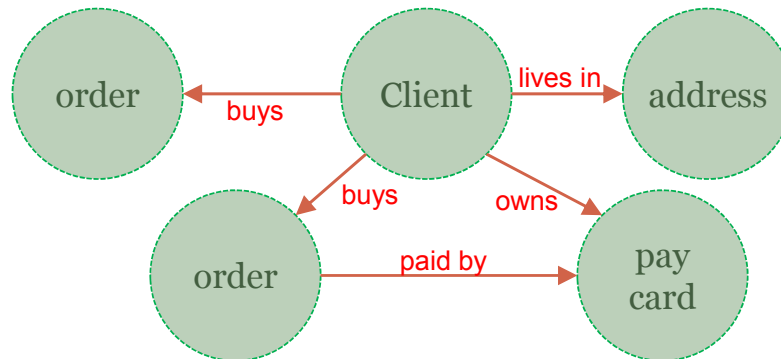 order
buys
Client
lives in
address
buys
owns
order
paid by
pay
card